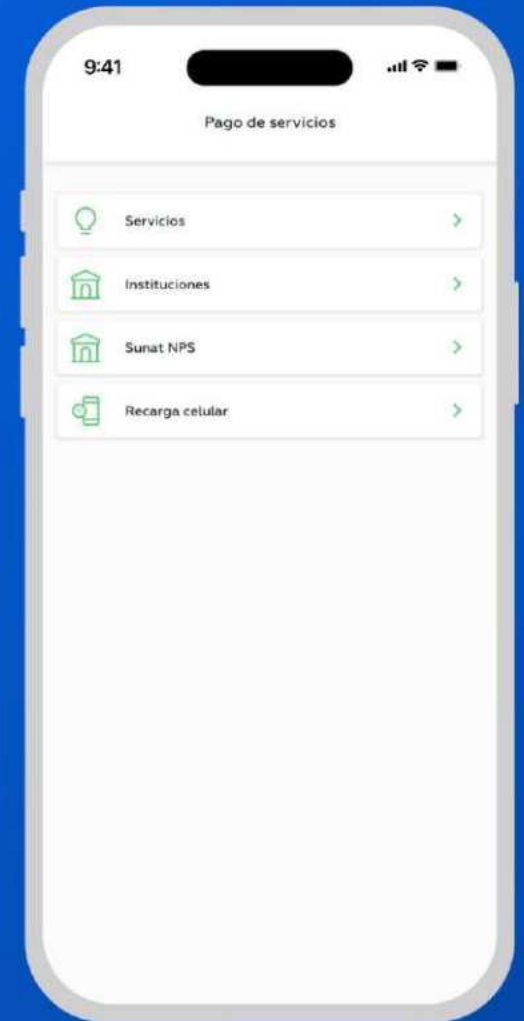 9:41
Pago de servicios
Servicios
Instituciones
Sunat NPS
Recarga celular